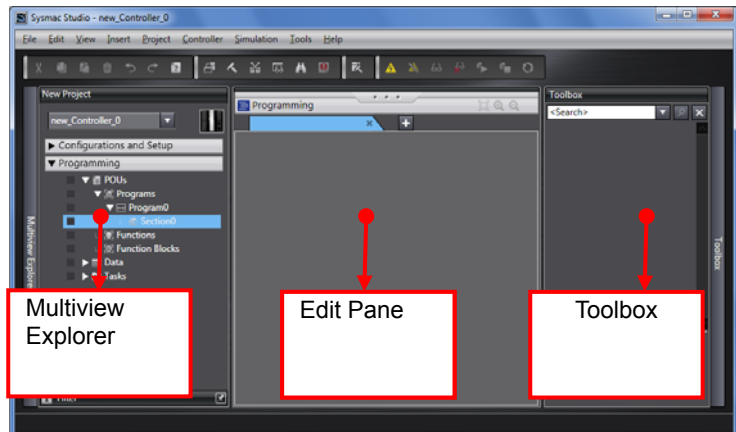 Sysmac Studio - new_Controller_0
File Edit View Insert Project Controller Simulation Tools Help
New Project
new_Controller_0
Configurations and Setup
Programming
POUs
Programs
Program0
Section0
Functions
Function Blocks
Data
Tasks
Multiview Explorer
Programming
Toolbox
<Search>
Toolbox
Multiview
Explorer
Edit Pane
Toolbox